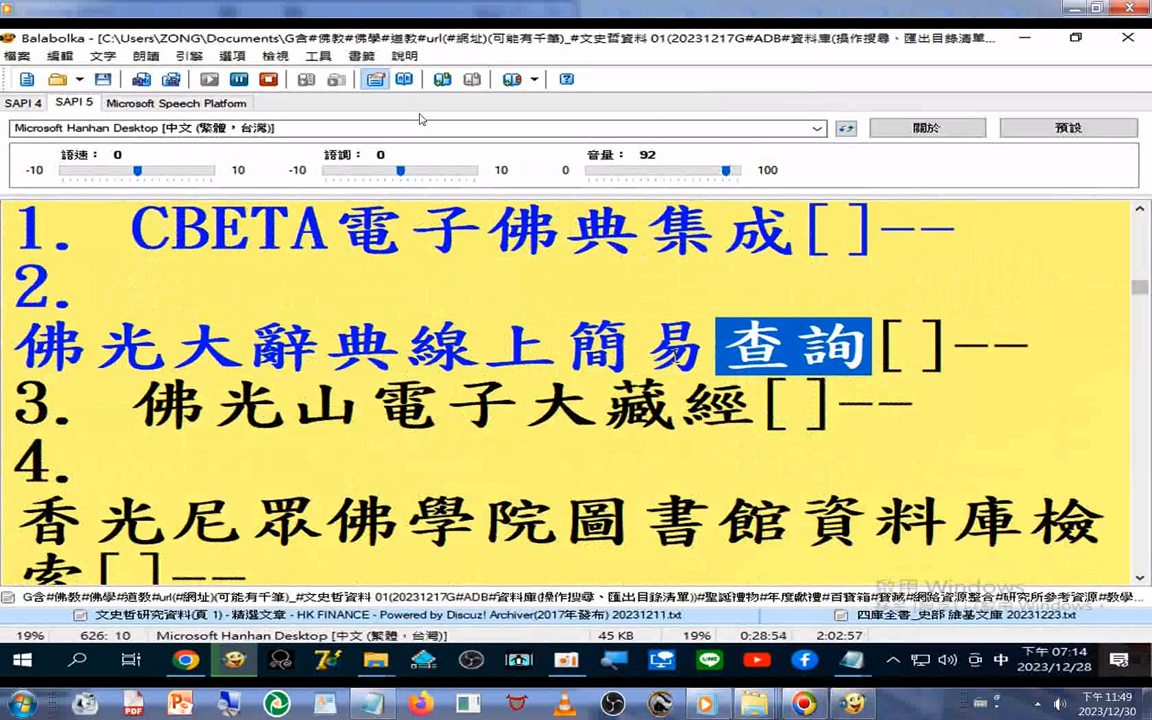 Balabolka - [C:\Users\ZONG\Documents\G含#佛教#佛學#道教#url(#網址)(可能有千筆)_#文史哲資料 01(20231217G#ADB#資料庫(操作搜尋、匯出目錄清單...
檔案 編輯 文字 朗讀 引擎 選項 檢視 工具 書籤 說明
SAPI 4 SAPI 5 Microsoft Speech Platform
Microsoft Hanhan Desktop [中文 (繁體，台灣)] 關於 預設
語速： 0 語調： 0 音量： 92
-10 10 -10 10 0 100
1. CBETA電子佛典集成[]--
2.
佛光大辭典線上簡易查詢[]--
3. 佛光山電子大藏經[]--
4.
香光尼眾佛學院圖書館資料庫檢
索[]--
啟用 Windows
G含#佛教#佛學#道教#url(#網址)(可能有千筆)_#文史哲資料 01(20231217G#ADB#資料庫(操作搜尋、匯出目錄清單))#聖誕禮物#年度獻禮#百寶箱#寶藏#網路資源整合#研究所參考資源#教學...
文史哲研究資料(頁 1) - 精選文章 - HK FINANCE - Powered by Discuz! Archiver(2017年發布) 20231211.txt 四庫全書_史部 維基文庫 20231223.txt
19% 626: 10 Microsoft Hanhan Desktop [中文 (繁體，台灣)] 45 KB 19% 0:28:54 2:02:57
中 下午 07:14
2023/12/28
下午 11:49
2023/12/30